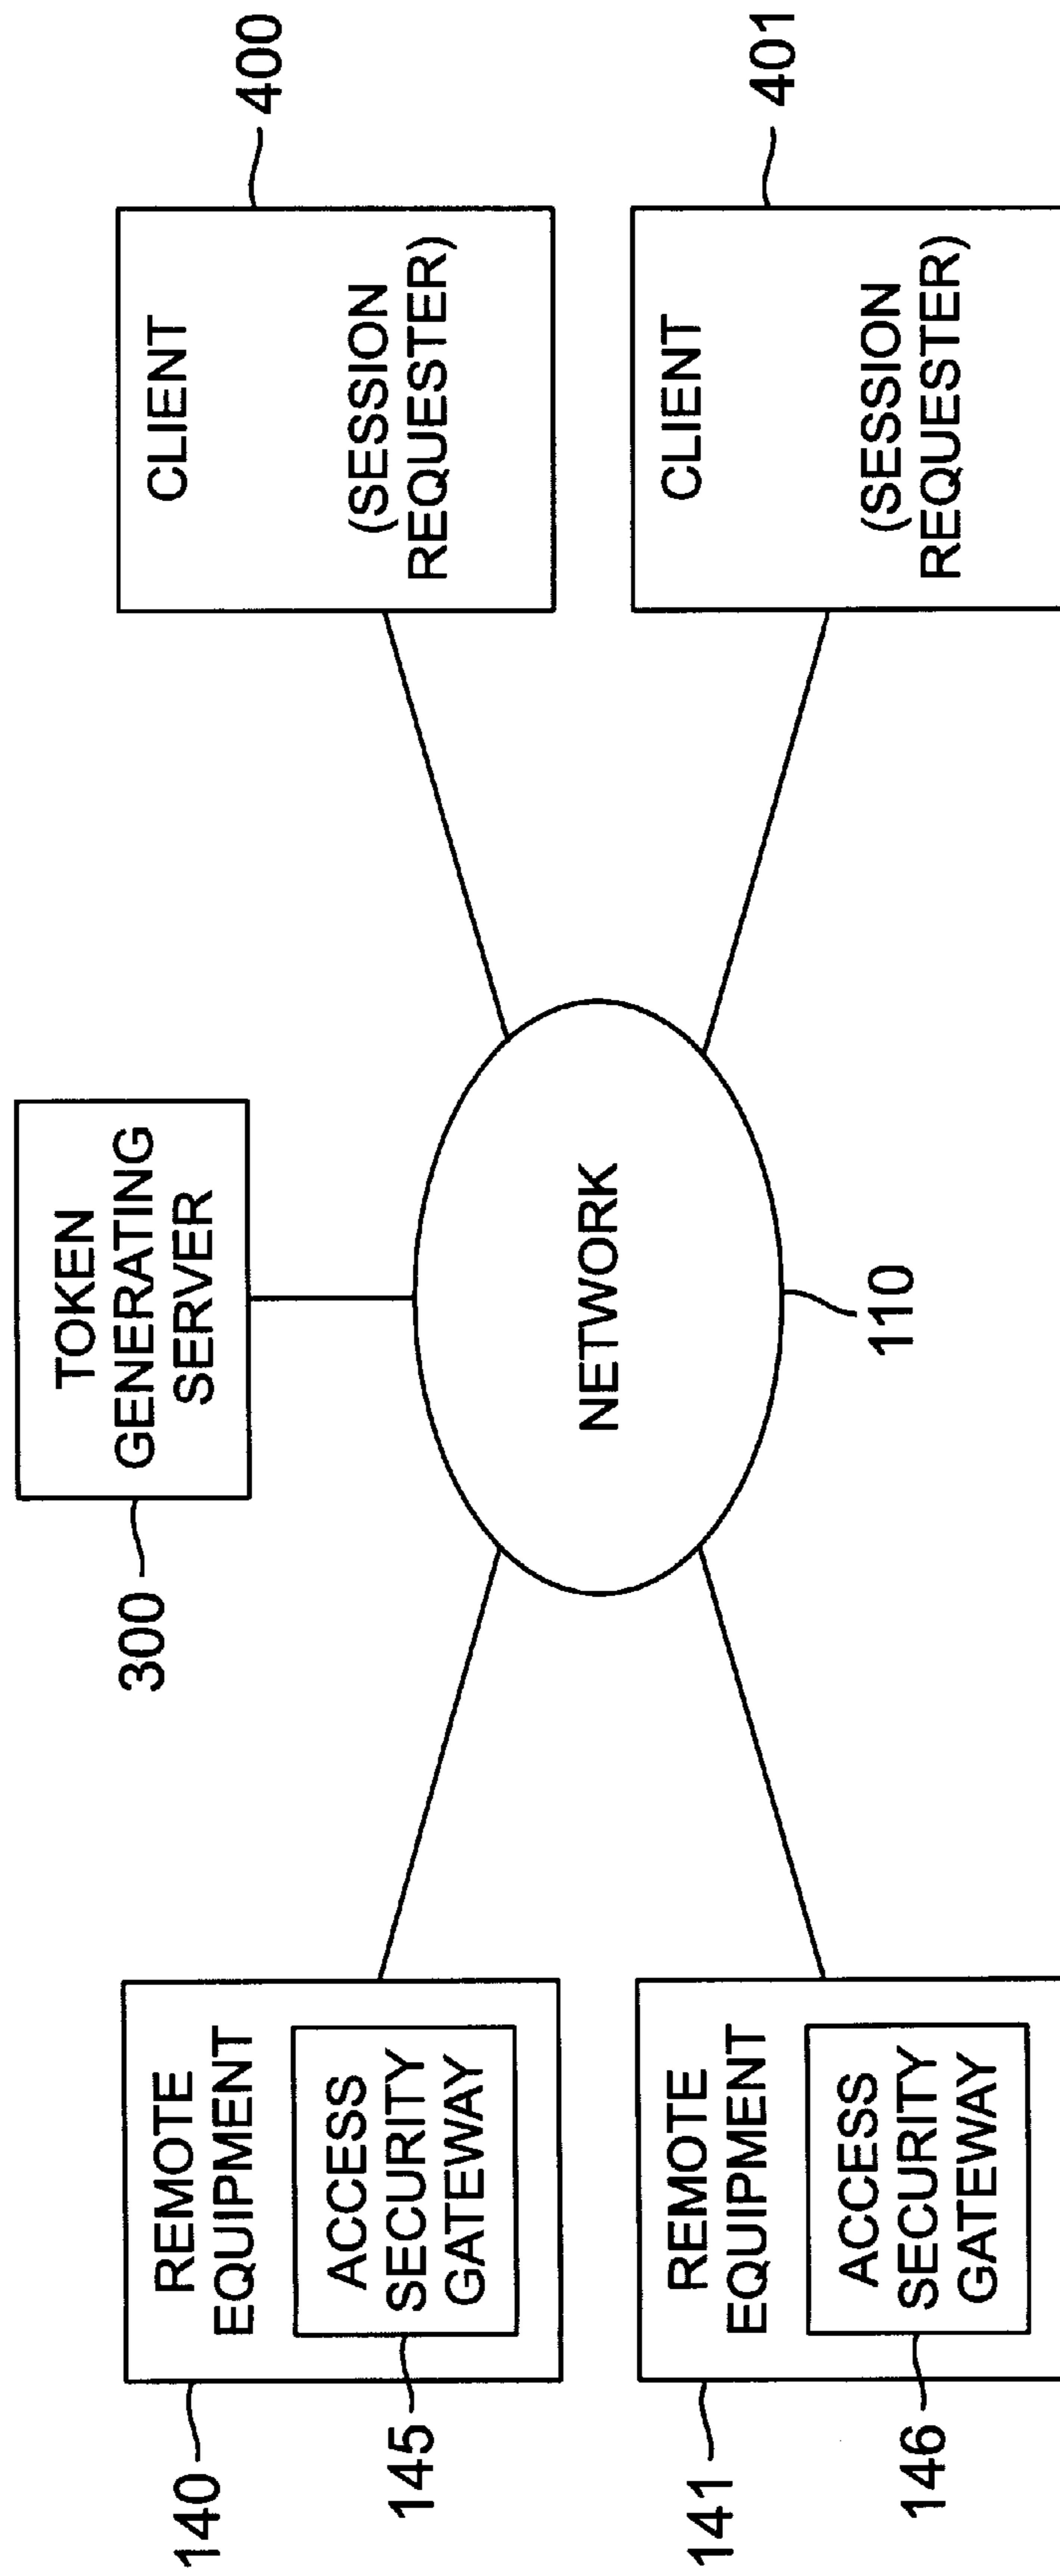 300
TOKEN
GENERATING
SERVER
140
REMOTE
EQUIPMENT
145
ACCESS
SECURITY
GATEWAY
NETWORK
110
CLIENT
(SESSION
REQUESTER)
400
141
REMOTE
EQUIPMENT
146
ACCESS
SECURITY
GATEWAY
CLIENT
(SESSION
REQUESTER)
401